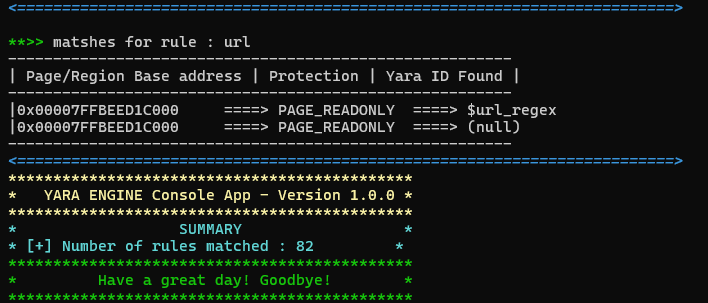 <==========================================================================>
**>> matshes for rule : url
--------------------------------------------------------
| Page/Region Base address | Protection | Yara ID Found |
--------------------------------------------------------
|0x00007FFBEED1C000     ====> PAGE_READONLY  ====> $url_regex
|0x00007FFBEED1C000     ====> PAGE_READONLY  ====> (null)
--------------------------------------------------------
<==========================================================================>
*********************************************
*   YARA ENGINE Console App - Version 1.0.0 *
*********************************************
*                  SUMMARY                  *
* [+] Number of rules matched : 82         *
*********************************************
*         Have a great day! Goodbye!        *
*********************************************